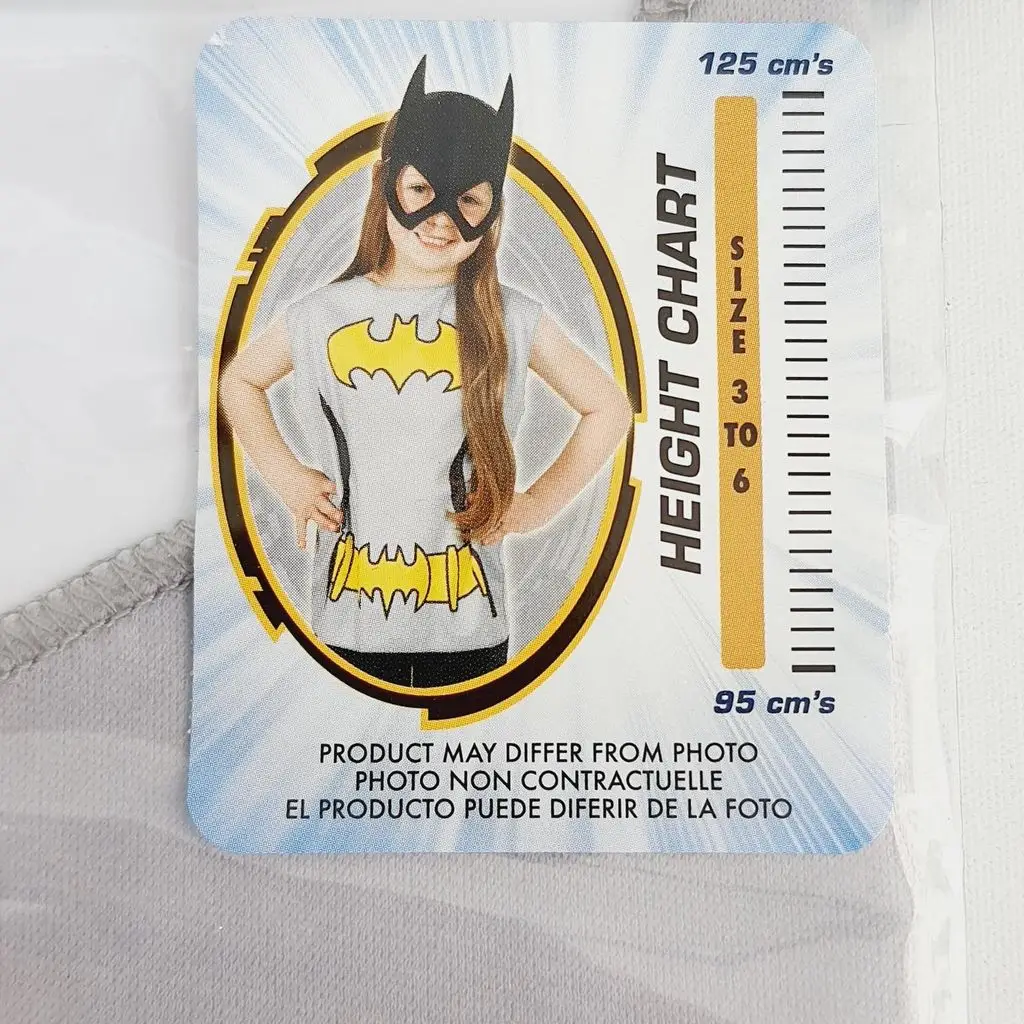 125 cm's
HEIGHT CHART
SIZE 3 TO 6
95 cm's
PRODUCT MAY DIFFER FROM PHOTO
PHOTO NON CONTRACTUELLE
EL PRODUCTO PUEDE DIFERIR DE LA FOTO